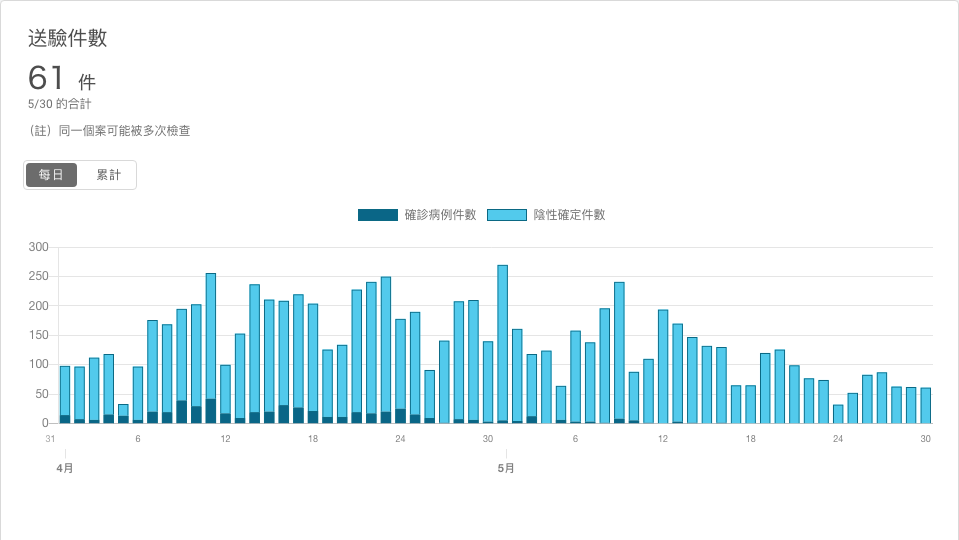 送驗件數
61 件
5/30 的合計
（註）同一個案可能被多次檢查
每日 累計
確診病例件數 陰性確定件數
300
250
200
150
100
50
0
31 6 12 18 24 30 6 12 18 24 30
4月 5月